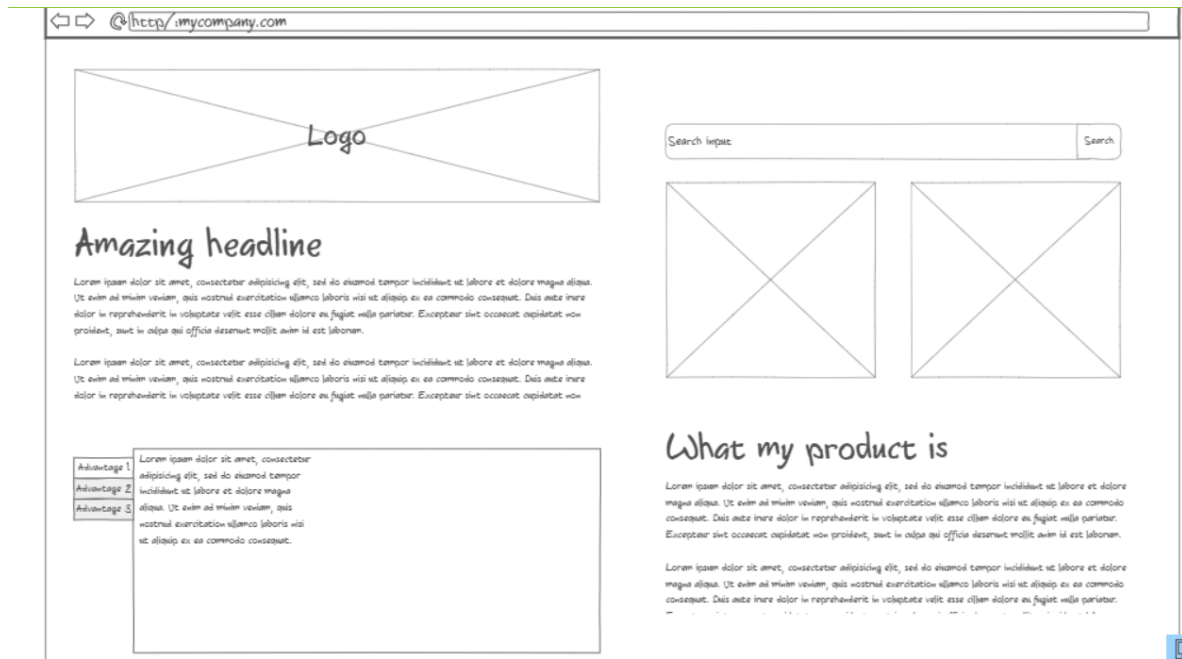 http/:mycompany.com
Logo
Amazing headline
Lorem ipsum dolor sit amet, consectetur adipisicing elit, sed do eiusmod tempor incididunt ut labore et dolore magna aliqua.
Ut enim ad minim veniam, quis nostrud exercitation ullamco laboris nisi ut aliquip ex ea commodo consequat. Duis aute irure
dolor in reprehenderit in voluptate velit esse cillum dolore eu fugiat nulla pariatur. Excepteur sint occaecat cupidatat non
proident, sunt in culpa qui officia deserunt mollit anim id est laborum.
Lorem ipsum dolor sit amet, consectetur adipisicing elit, sed do eiusmod tempor incididunt ut labore et dolore magna aliqua.
Ut enim ad minim veniam, quis nostrud exercitation ullamco laboris nisi ut aliquip ex ea commodo consequat. Duis aute irure
dolor in reprehenderit in voluptate velit esse cillum dolore eu fugiat nulla pariatur. Excepteur sint occaecat cupidatat non
Advantage 1
Advantage 2
Advantage 3
Lorem ipsum dolor sit amet, consectetur
adipisicing elit, sed do eiusmod tempor
incididunt ut labore et dolore magna
aliqua. Ut enim ad minim veniam, quis
nostrud exercitation ullamco laboris nisi
ut aliquip ex ea commodo consequat.
Search input
Search
What my product is
Lorem ipsum dolor sit amet, consectetur adipisicing elit, sed do eiusmod tempor incididunt ut labore et dolore
magna aliqua. Ut enim ad minim veniam, quis nostrud exercitation ullamco laboris nisi ut aliquip ex ea commodo
consequat. Duis aute irure dolor in reprehenderit in voluptate velit esse cillum dolore eu fugiat nulla pariatur.
Excepteur sint occaecat cupidatat non proident, sunt in culpa qui officia deserunt mollit anim id est laborum.
Lorem ipsum dolor sit amet, consectetur adipisicing elit, sed do eiusmod tempor incididunt ut labore et dolore
magna aliqua. Ut enim ad minim veniam, quis nostrud exercitation ullamco laboris nisi ut aliquip ex ea commodo
consequat. Duis aute irure dolor in reprehenderit in voluptate velit esse cillum dolore eu fugiat nulla pariatur.